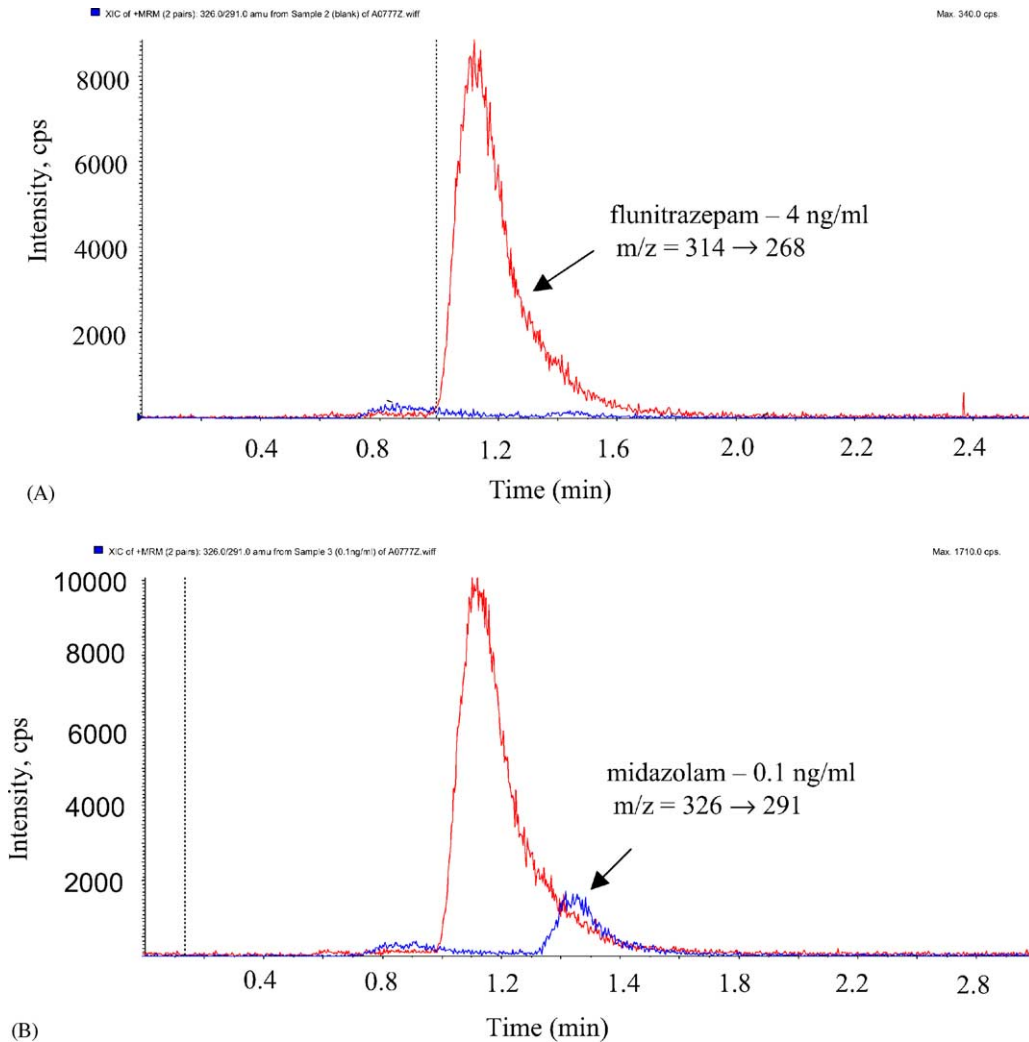 XIC of +MRM (2 pairs): 326.0/291.0 amu from Sample 2 (blank) of A0777Z.wiff Max. 340.0 cps.
8000
6000
4000
2000
Intensity, cps
flunitrazepam – 4 ng/ml
m/z = 314 → 268
0.4 0.8 1.2 1.6 2.0 2.2 2.4
Time (min)
(A)
XIC of +MRM (2 pairs): 326.0/291.0 amu from Sample 3 (0.1ng/ml) of A0777Z.wiff Max. 1710.0 cps.
10000
8000
6000
4000
2000
Intensity, cps
midazolam – 0.1 ng/ml
m/z = 326 → 291
0.4 0.8 1.2 1.4 1.8 2.2 2.8
Time (min)
(B)